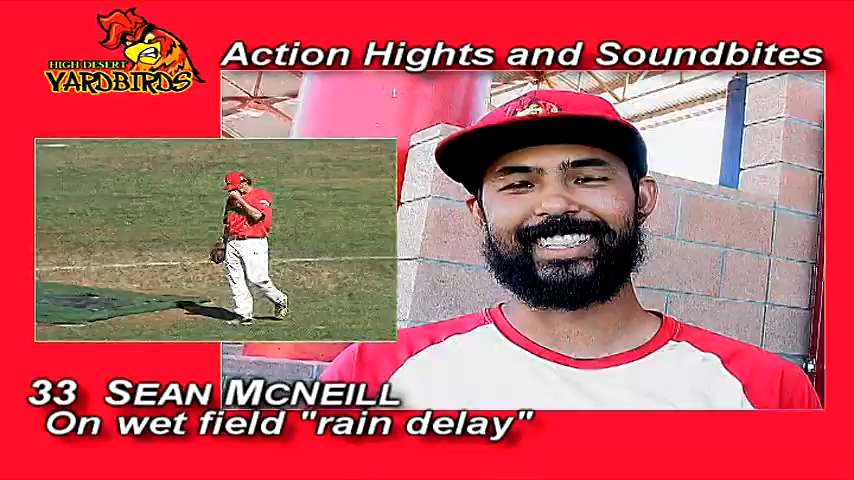 HIGH DESERT
YARDBIRDS
Action Hights and Soundbites
33 SEAN MCNEILL
On wet field "rain delay"